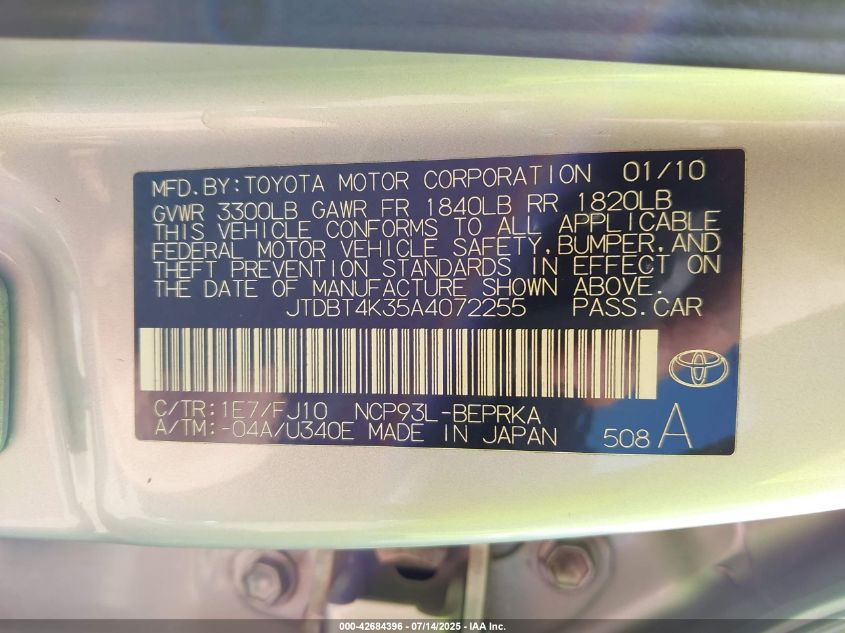 MFD.BY:TOYOTA MOTOR CORPORATION 01/10
GVWR 3300LB GAWR FR 1840LB RR 1820LB
THIS VEHICLE CONFORMS TO ALL APPLICABLE
FEDERAL MOTOR VEHICLE SAFETY,BUMPER,AND
THEFT PREVENTION STANDARDS IN EFFECT ON
THE DATE OF MANUFACTURE SHOWN ABOVE.
JTDBT4K35A4072255 PASS.CAR
C/TR:1E7/FJ10 NCP93L-BEPRKA
A/TM:-04A/U340E MADE IN JAPAN 508 A
000-42684396 - 07/14/2025 - IAA Inc.